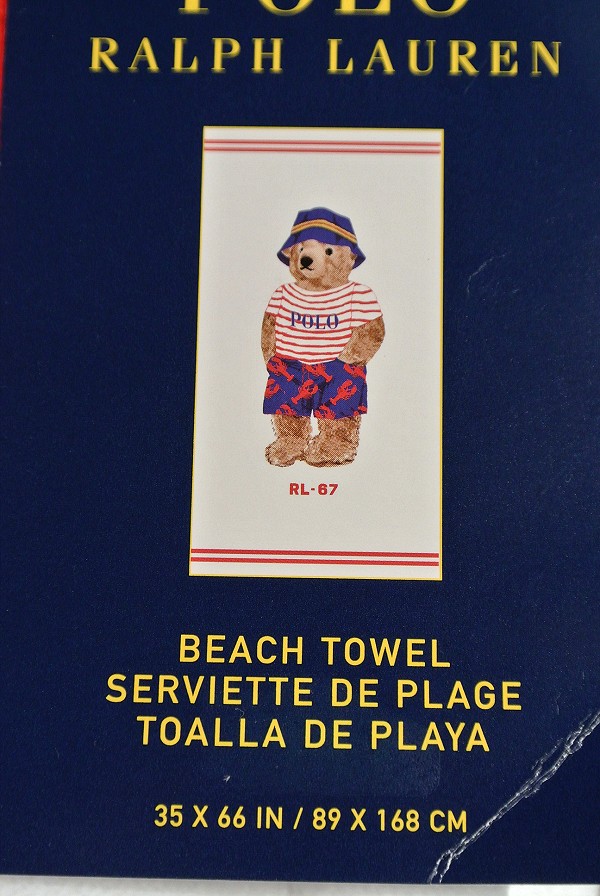 POLO
RALPH LAUREN
POLO
RL-67
BEACH TOWEL
SERVIETTE DE PLAGE
TOALLA DE PLAYA
35 X 66 IN / 89 X 168 CM